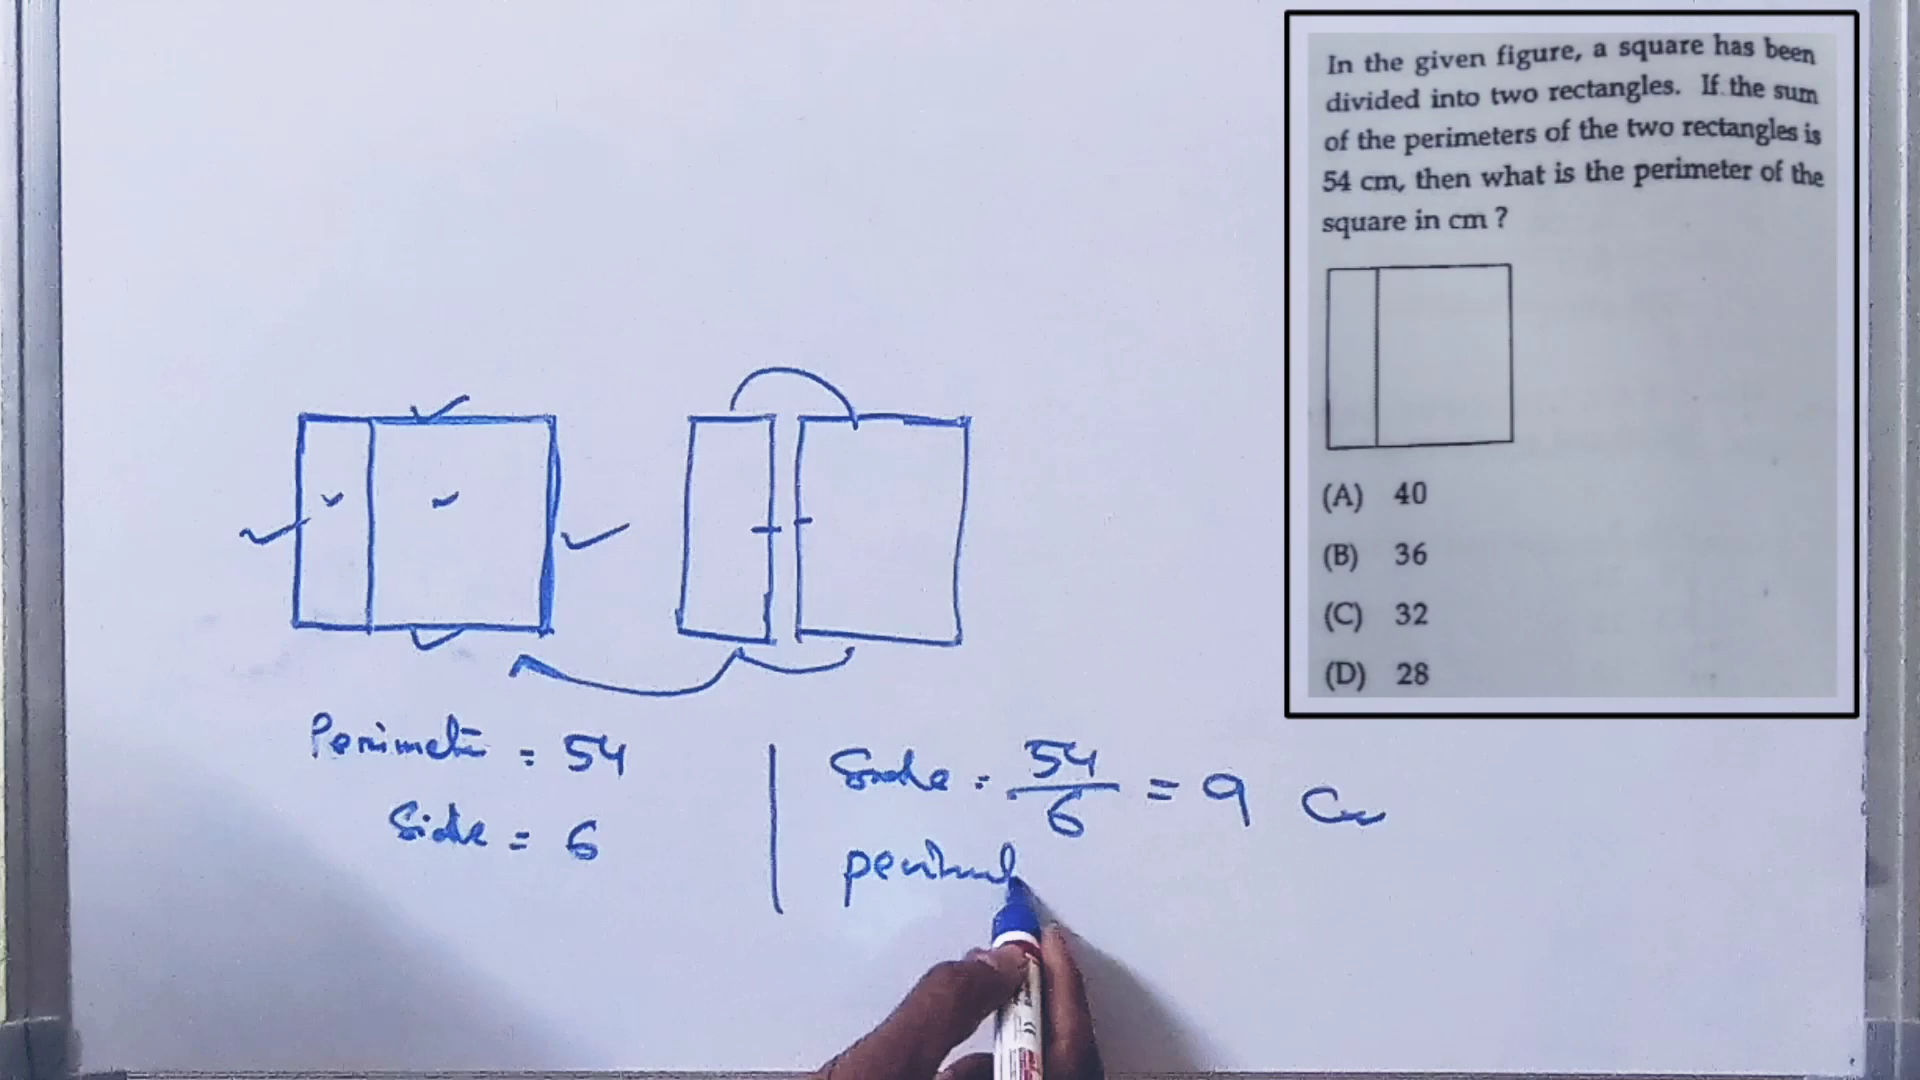 In the given figure, a square has been
divided into two rectangles. If the sum
of the perimeters of the two rectangles is
54 cm, then what is the perimeter of the
square in cm ?
(A) 40
(B) 36
(C) 32
(D) 28
Perimeter = 54
Side = 6
Side = 54/6 = 9 cm